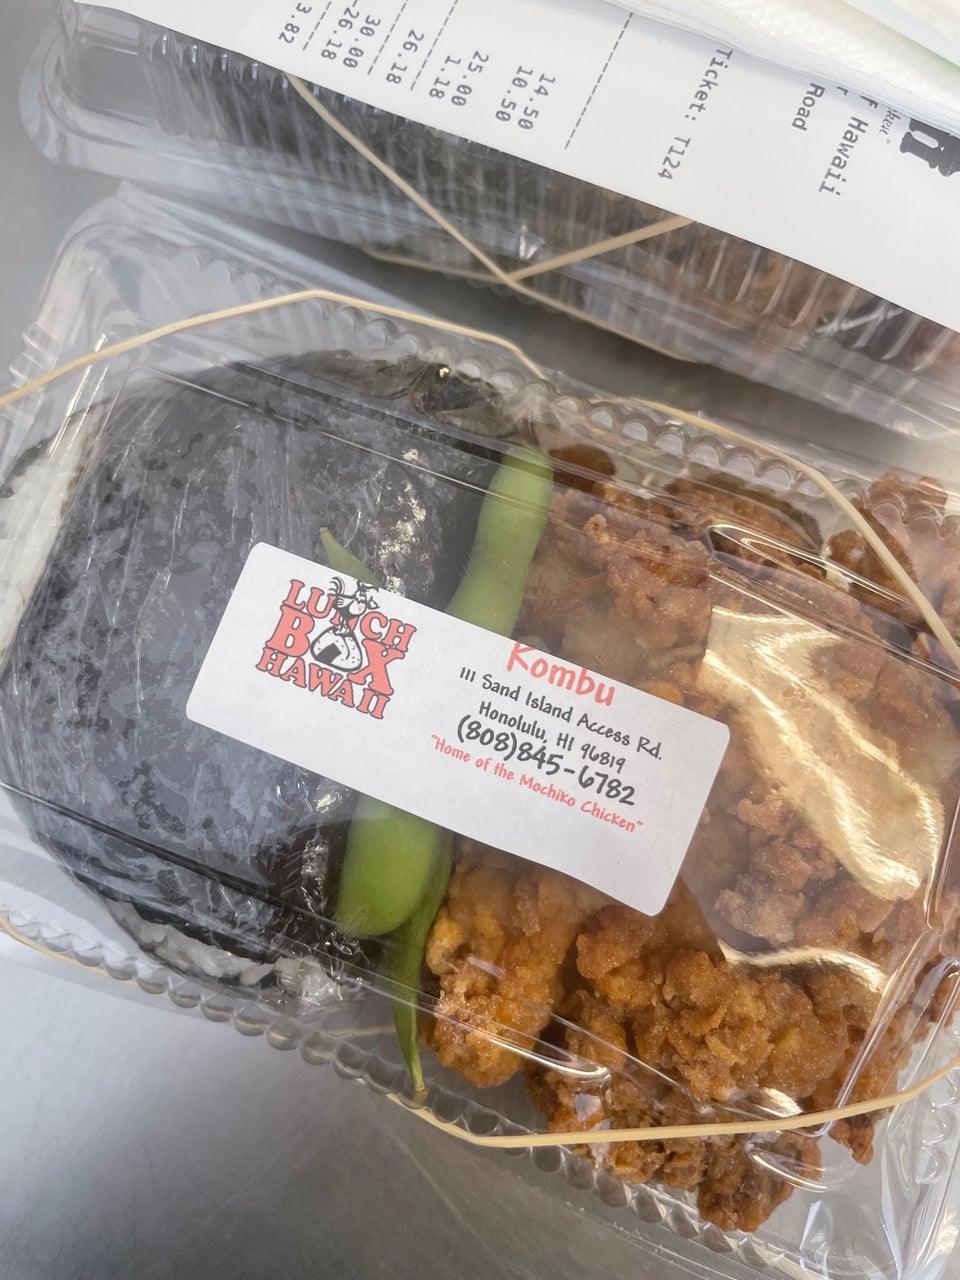 Hawaii
Road
Ticket: T124
14.50
10.50
25.00
1.18
26.18
30.00
-26.18
3.82
LUNCH
BOX
HAWAII
Kombu
111 Sand Island Access Rd.
Honolulu, HI 96819
(808)845-6782
"Home of the Mochiko Chicken"